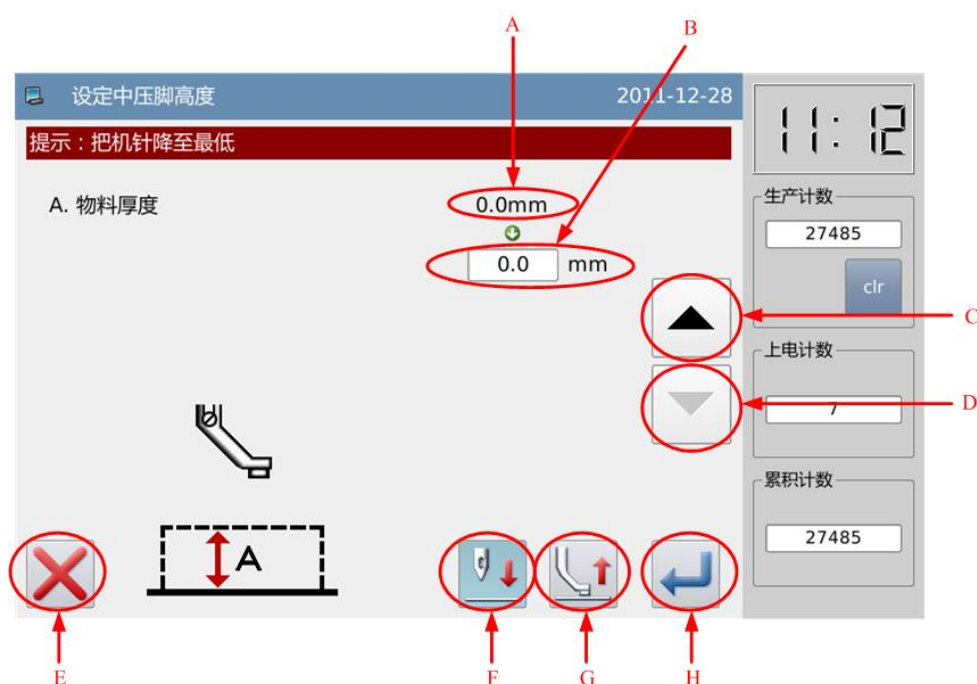 A
B
设定中压脚高度
2011-12-28
11:12
提示：把机针降至最低
A. 物料厚度
0.0mm
0.0 mm
生产计数
27485
clr
C
上电计数
7
D
累积计数
27485
A
E
F
G
H